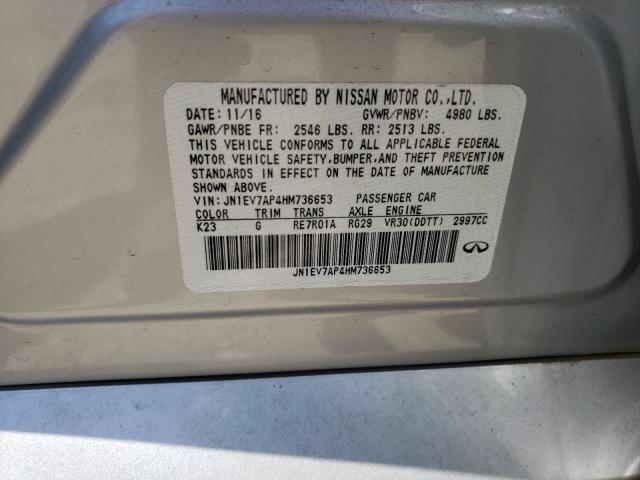 MANUFACTURED BY NISSAN MOTOR CO.,LTD.
DATE: 11/16 GVWR/PNBV: 4980 LBS.
GAWR/PNBE FR: 2546 LBS. RR: 2513 LBS.
THIS VEHICLE CONFORMS TO ALL APPLICABLE FEDERAL
MOTOR VEHICLE SAFETY,BUMPER,AND THEFT PREVENTION
STANDARDS IN EFFECT ON THE DATE OF MANUFACTURE
SHOWN ABOVE.
VIN: JN1EV7AP4HM736653 PASSENGER CAR
COLOR TRIM TRANS AXLE ENGINE
K23 G RE7R01A RG29 VR30(DDTT) 2997CC
JN1EV7AP4HM736653